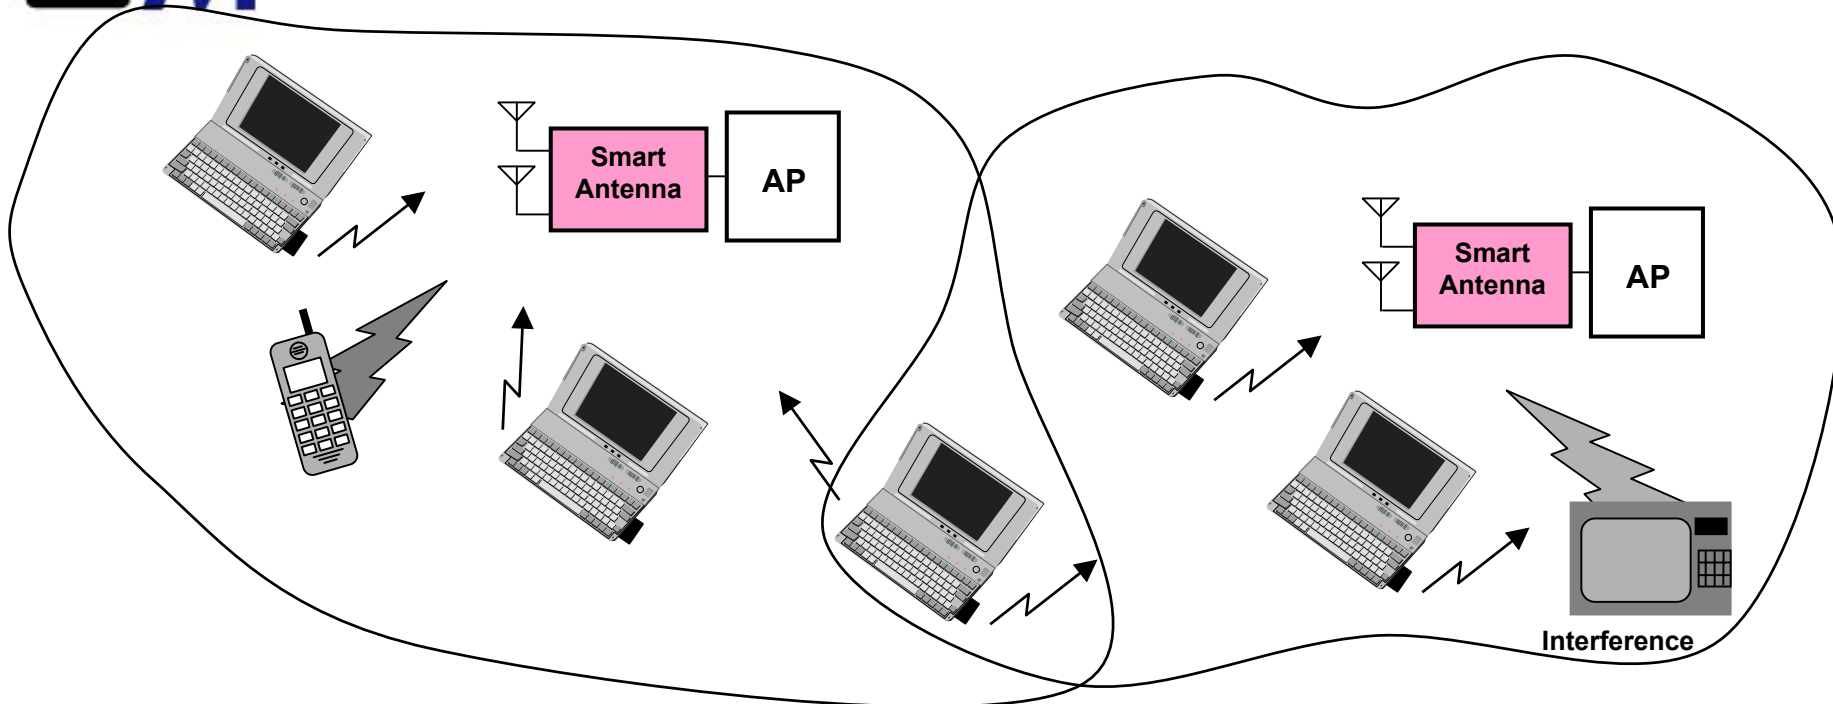 Smart
Antenna
AP
Smart
Antenna
AP
Interference